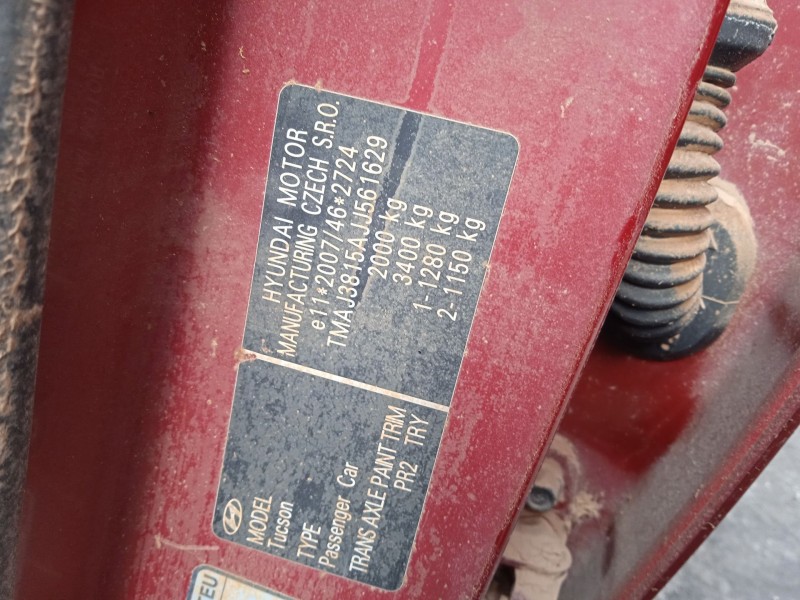 HYUNDAI MOTOR
MANUFACTURING CZECH S.R.O.
e11*2007/46*2724
TMAJ3815AJJ561629
2000 kg
3400 kg
1-1280 kg
2-1150 kg
MODEL
Tucson
TYPE
Passenger Car
TRANS AXLE PAINT TRIM
PR2 TRY
TEU